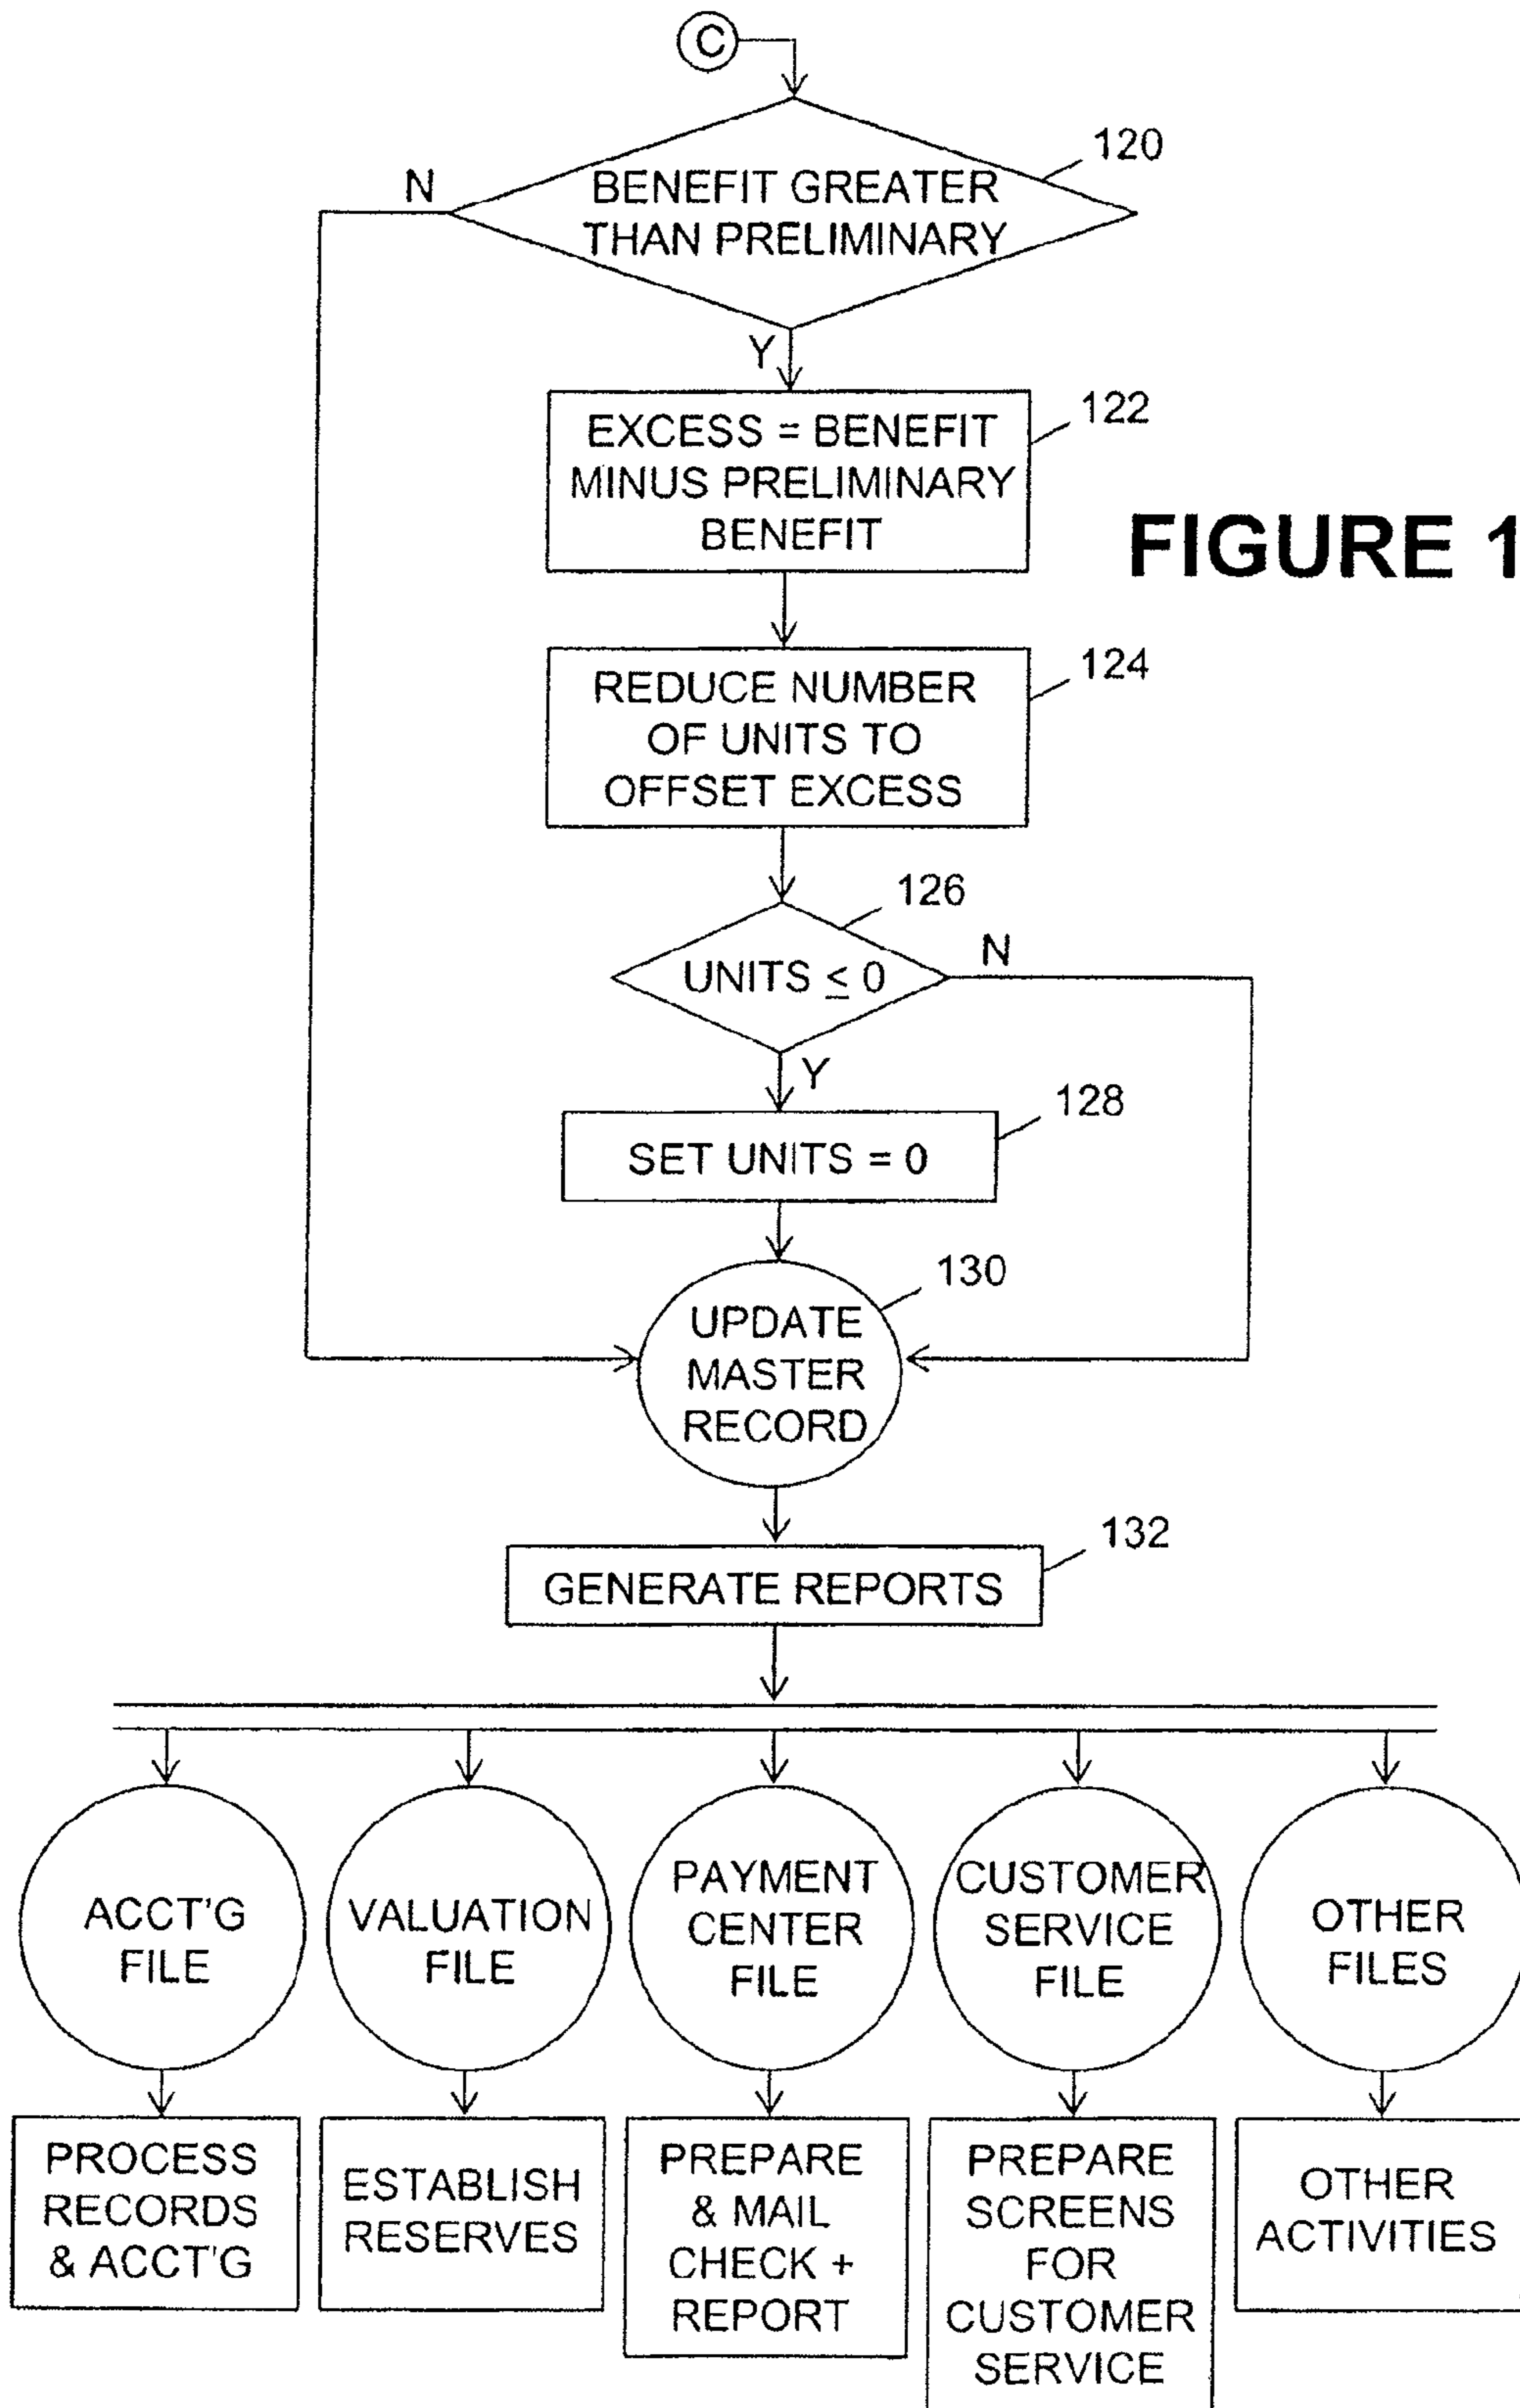 C
120
N
BENEFIT GREATER
THAN PRELIMINARY
Y
122
EXCESS = BENEFIT
MINUS PRELIMINARY
BENEFIT
FIGURE 1
124
REDUCE NUMBER
OF UNITS TO
OFFSET EXCESS
126
N
UNITS ≤ 0
Y
128
SET UNITS = 0
130
UPDATE
MASTER
RECORD
132
GENERATE REPORTS
ACCT'G
FILE
VALUATION
FILE
PAYMENT
CENTER
FILE
CUSTOMER
SERVICE
FILE
OTHER
FILES
PROCESS
RECORDS
& ACCT'G
ESTABLISH
RESERVES
PREPARE
& MAIL
CHECK +
REPORT
PREPARE
SCREENS
FOR
CUSTOMER
SERVICE
OTHER
ACTIVITIES